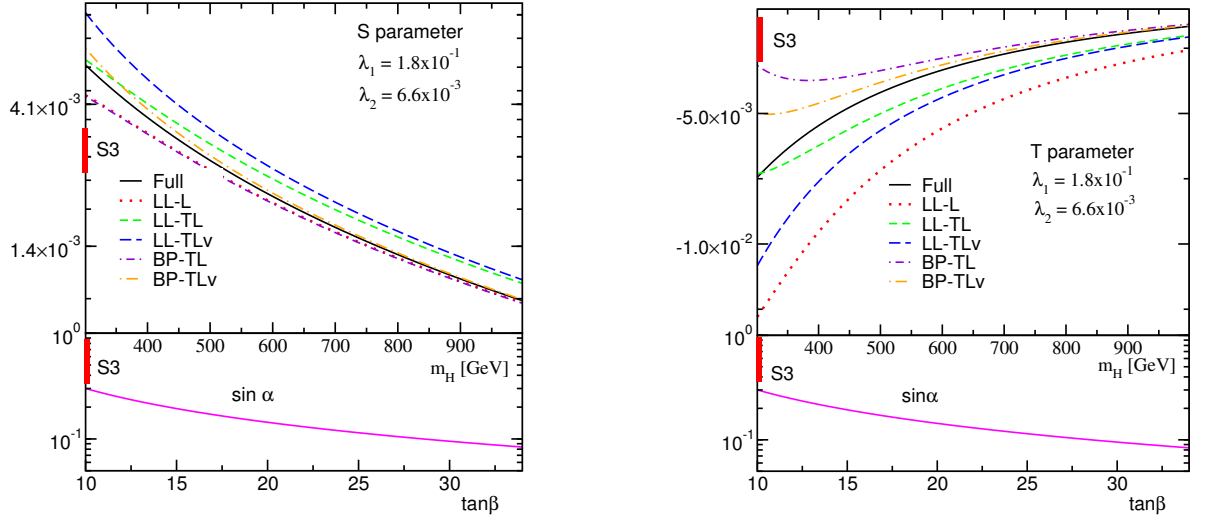 S parameter
λ1 = 1.8x10^-1
λ2 = 6.6x10^-3
4.1×10^-3
S3
Full
LL-L
LL-TL
LL-TLv
BP-TL
BP-TLv
1.4×10^-3
10^0
400 500 600 700 800 900
m_H [GeV]
S3
sin α
10^-1
10 15 20 25 30
tanβ
S3
-5.0×10^-3
T parameter
λ1 = 1.8x10^-1
λ2 = 6.6x10^-3
Full
LL-L
LL-TL
LL-TLv
BP-TL
BP-TLv
-1.0×10^-2
10^0
400 500 600 700 800 900
m_H [GeV]
S3
sinα
10^-1
10 15 20 25 30
tanβ